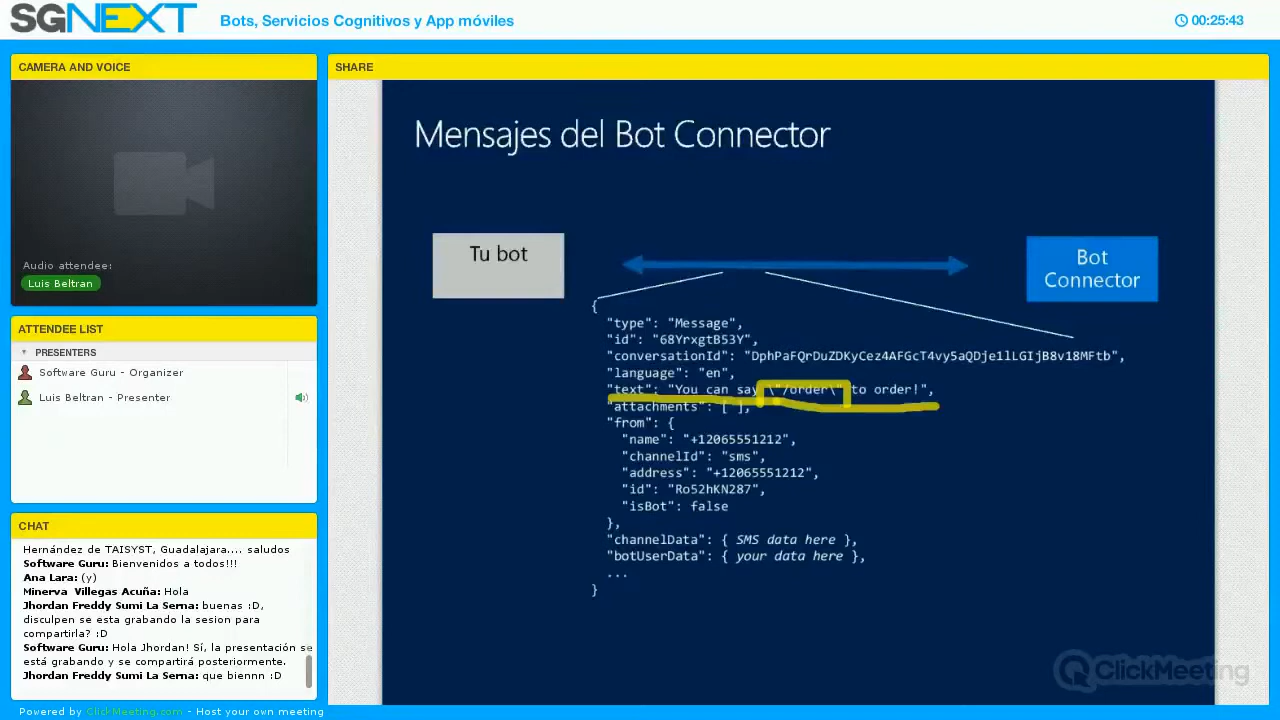 SGNEXT
Bots, Servicios Cognitivos y App móviles
00:25:43
CAMERA AND VOICE
Audio attendee:
Luis Beltran
ATTENDEE LIST
PRESENTERS
Software Guru - Organizer
Luis Beltran - Presenter
CHAT
Hernández de TAISYST, Guadalajara.... saludos
Software Guru: Bienvenidos a todos!!!
Ana Lara: (y)
Minerva Villegas Acuña: Hola
Jhordan Freddy Sumi La Serna: buenas :D,
disculpen se esta grabando la sesion para
compartirla? :D
Software Guru: Hola Jhordan! Sí, la presentación se
está grabando y se compartirá posteriormente.
Jhordan Freddy Sumi La Serna: que biennn :D
SHARE
Mensajes del Bot Connector
Tu bot
Bot
Connector
{
"type": "Message",
"id": "68YrxgtB53Y",
"conversationId": "DphPaFQrDuZDKyCez4AFGcT4vy5aQDje1lLGIjB8v18MFtb",
"language": "en",
"text": "You can say \"/order\" to order!",
"attachments": [ ],
"from": {
"name": "+12065551212",
"channelId": "sms",
"address": "+12065551212",
"id": "Ro52hKN287",
"isBot": false
},
"channelData": { SMS data here },
"botUserData": { your data here },
...
}
ClickMeeting
Powered by ClickMeeting.com - Host your own meeting